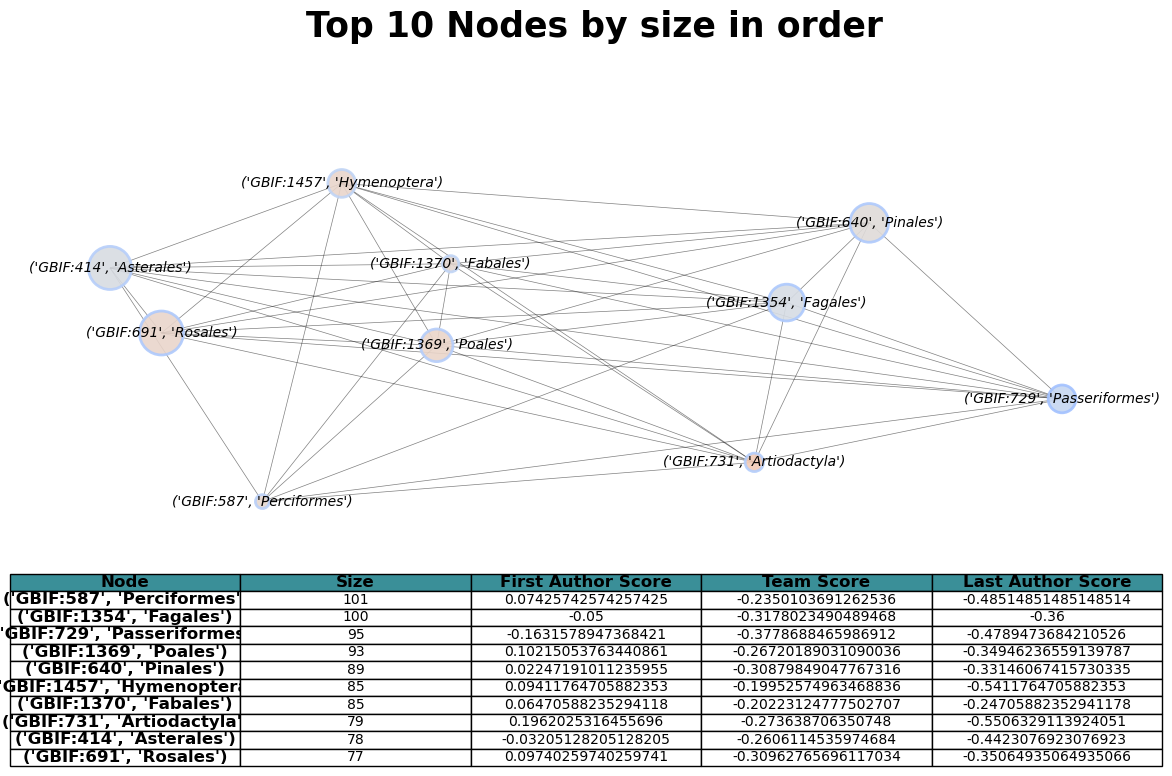 Top 10 Nodes by size in order
('GBIF:1457', 'Hymenoptera')
('GBIF:640', 'Pinales')
('GBIF:414', 'Asterales')
('GBIF:1370', 'Fabales')
('GBIF:1354', 'Fagales')
('GBIF:691', 'Rosales')
('GBIF:1369', 'Poales')
('GBIF:729', 'Passeriformes')
('GBIF:731', 'Artiodactyla')
('GBIF:587', 'Perciformes')
Node Size First Author Score Team Score Last Author Score
('GBIF:587', 'Perciformes' 101 0.07425742574257425 -0.2350103691262536 -0.48514851485148514
('GBIF:1354', 'Fagales') 100 -0.05 -0.3178023490489468 -0.36
'GBIF:729', 'Passeriformes 95 -0.1631578947368421 -0.3778688465986912 -0.4789473684210526
('GBIF:1369', 'Poales') 93 0.10215053763440861 -0.26720189031090036 -0.34946236559139787
('GBIF:640', 'Pinales') 89 0.02247191011235955 -0.30879849047767316 -0.33146067415730335
'GBIF:1457', 'Hymenoptera 85 0.09411764705882353 -0.19952574963468836 -0.5411764705882353
('GBIF:1370', 'Fabales') 85 0.0647058823529 4118 -0.20223124777502707 -0.24705882352941178
('GBIF:731', 'Artiodactyla' 79 0.1962025316455696 -0.273638706350748 -0.5506329113924051
('GBIF:414', 'Asterales') 78 -0.03205128205128205 -0.2606114535974684 -0.4423076923076923
('GBIF:691', 'Rosales') 77 0.09740259740259741 -0.30962765696117034 -0.35064935064935066